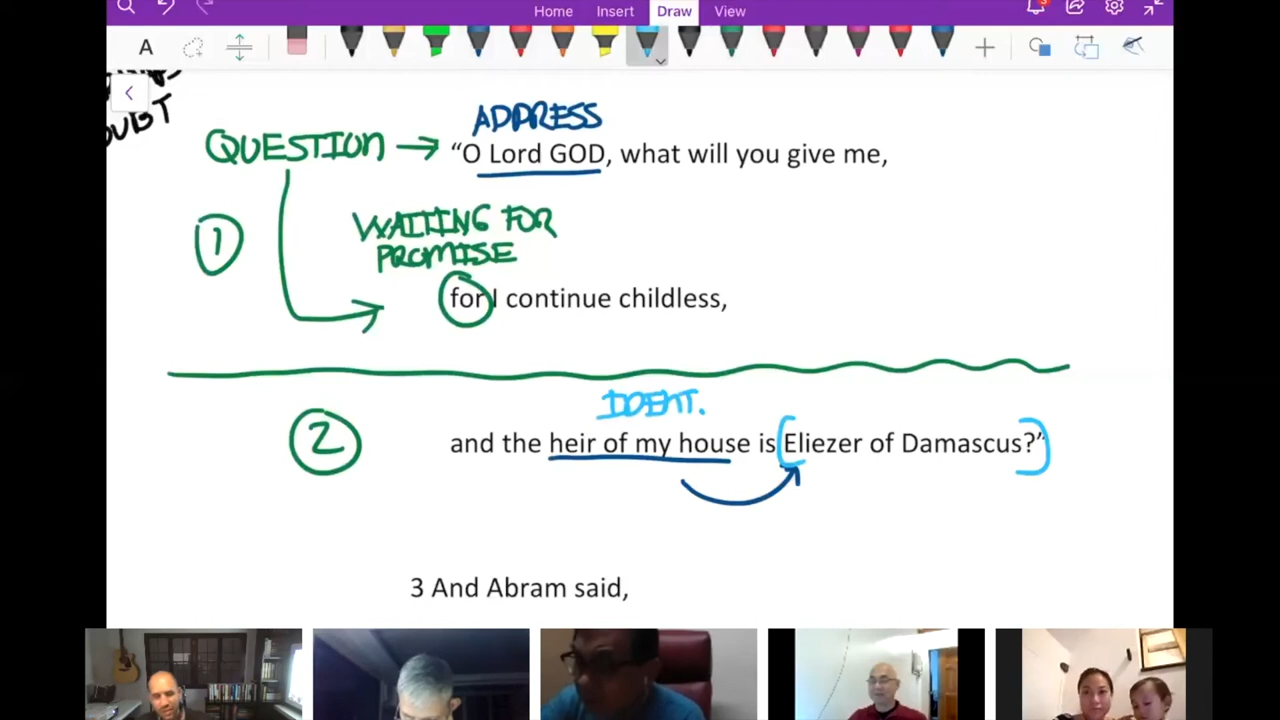 Home Insert Draw View
A
OUBT
ADDRESS
QUESTION → “O Lord GOD, what will you give me,
1
WAITING FOR
PROMISE
for I continue childless,
IDENT.
2 and the heir of my house is [Eliezer of Damascus?”]
3 And Abram said,